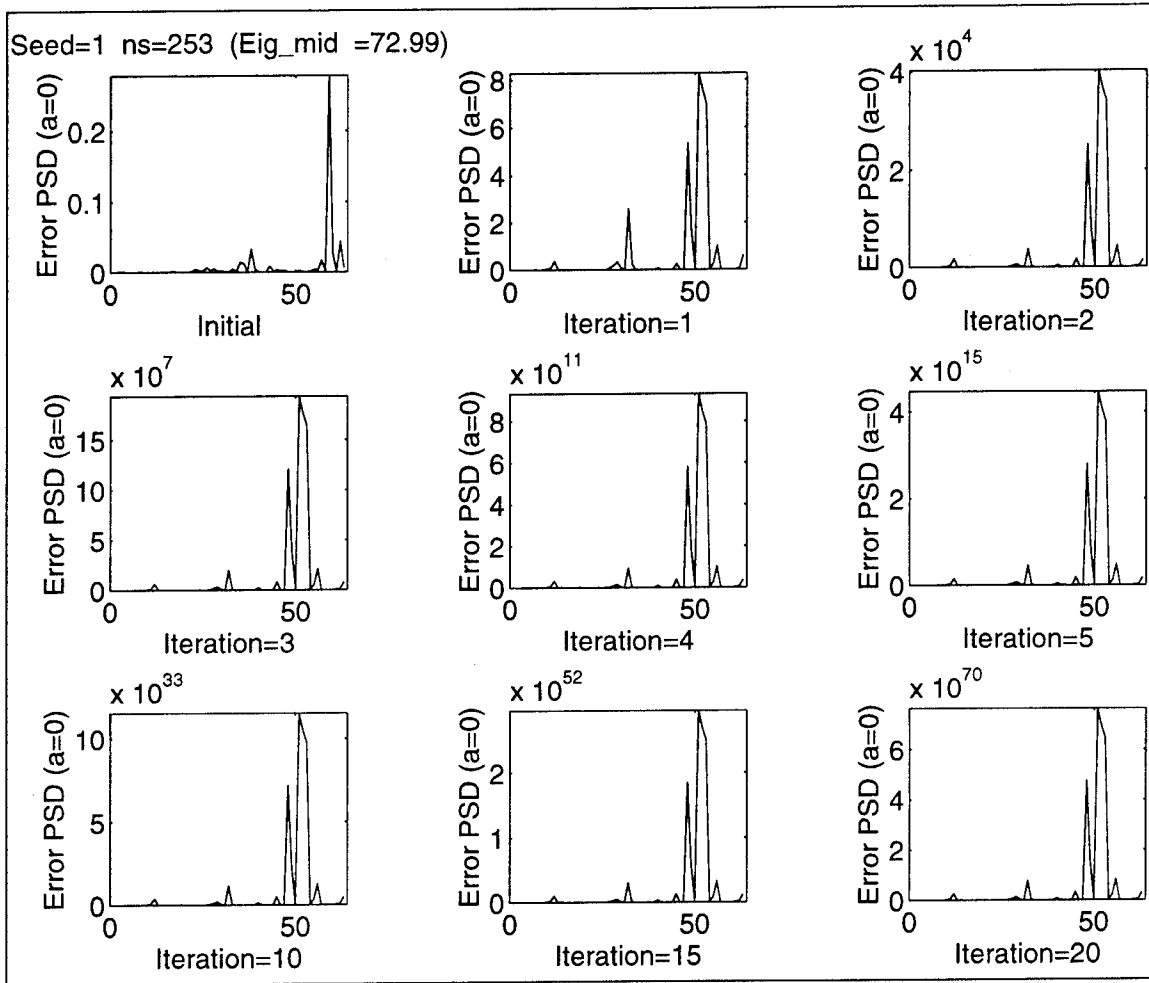 Seed=1 ns=253 (Eig_mid =72.99)
Error PSD (a=0)
0.2
0.1
0
0 50
Initial
Error PSD (a=0)
8
6
4
2
0
0 50
Iteration=1
x 10^4
Error PSD (a=0)
4
2
0
0 50
Iteration=2
x 10^7
Error PSD (a=0)
15
10
5
0
0 50
Iteration=3
x 10^11
Error PSD (a=0)
8
6
4
2
0
0 50
Iteration=4
x 10^15
Error PSD (a=0)
4
2
0
0 50
Iteration=5
x 10^33
Error PSD (a=0)
10
5
0
0 50
Iteration=10
x 10^52
Error PSD (a=0)
2
1
0
0 50
Iteration=15
x 10^70
Error PSD (a=0)
6
4
2
0
0 50
Iteration=20